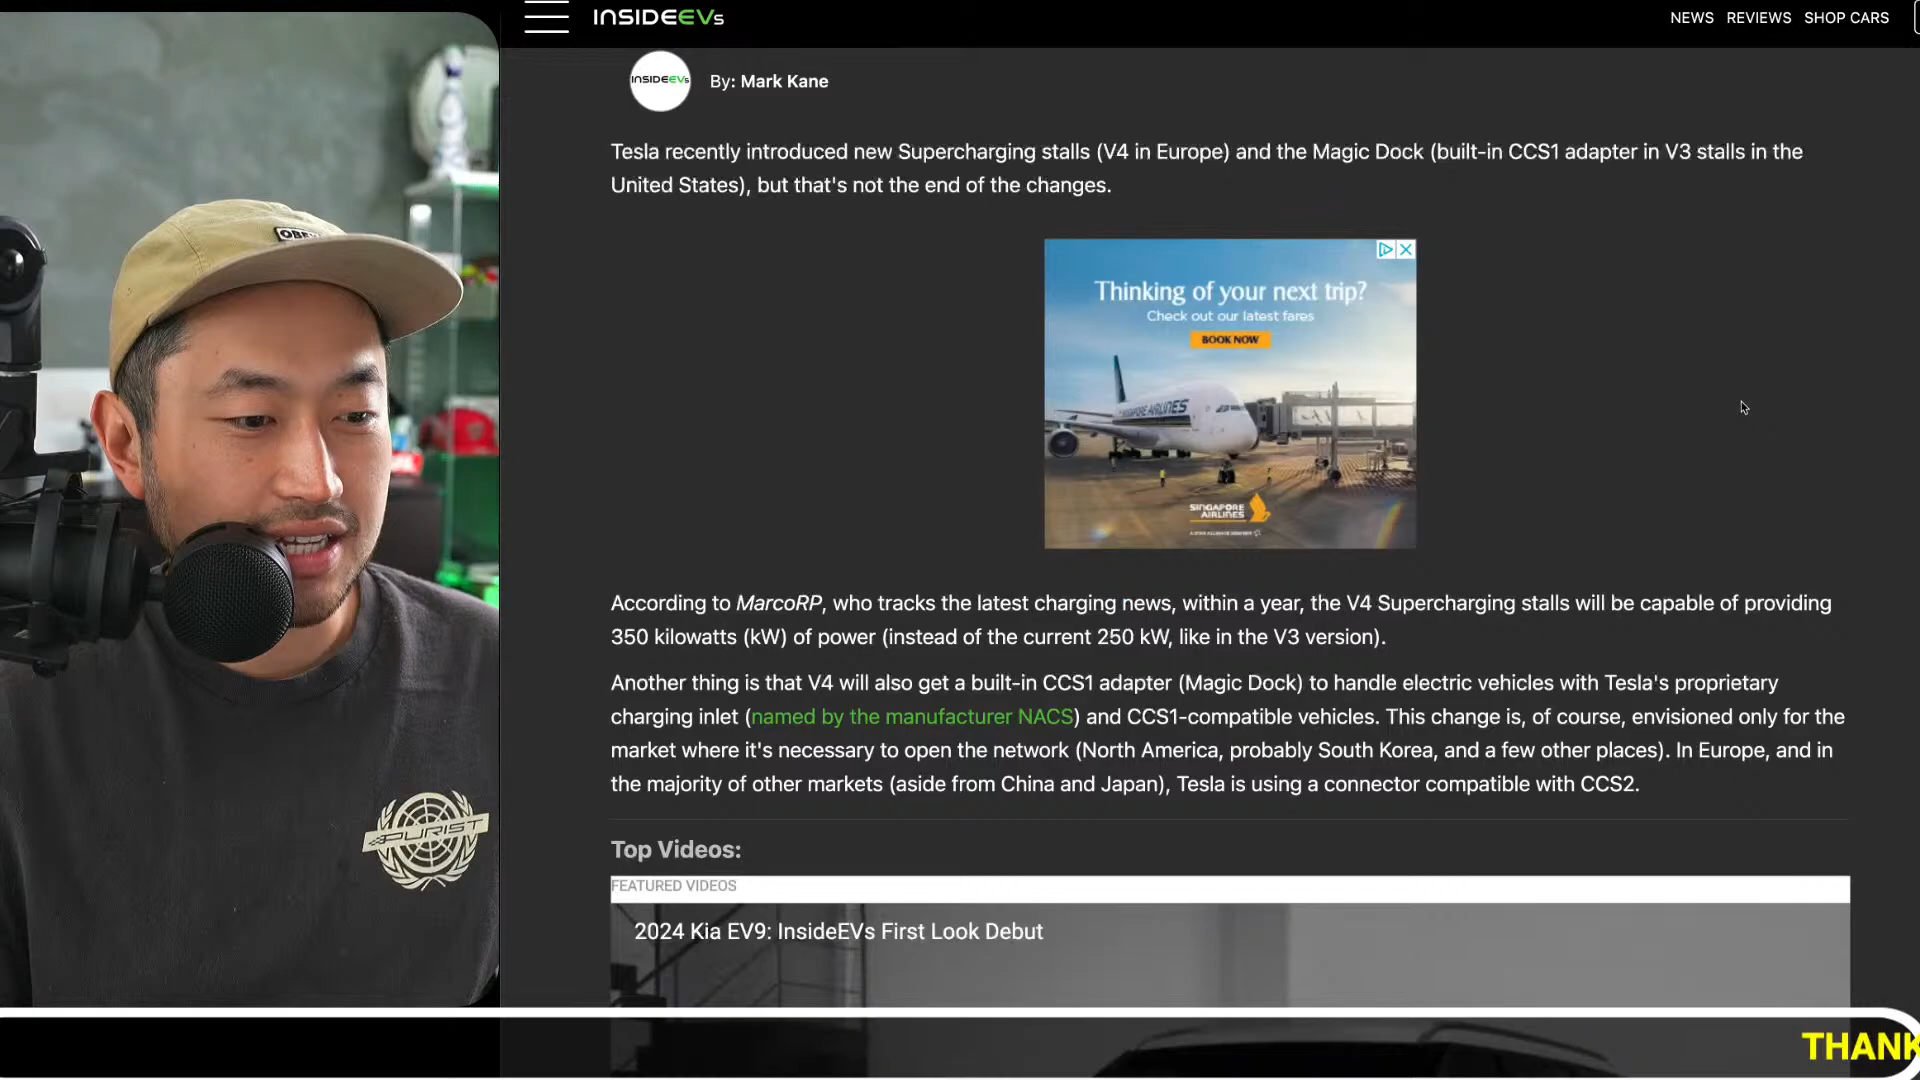 INSIDEEVs
NEWS REVIEWS SHOP CARS
INSIDEEVs
By: Mark Kane
Tesla recently introduced new Supercharging stalls (V4 in Europe) and the Magic Dock (built-in CCS1 adapter in V3 stalls in the
United States), but that's not the end of the changes.
Thinking of your next trip?
Check out our latest fares
BOOK NOW
SINGAPORE AIRLINES
SINGAPORE
AIRLINES
A STAR ALLIANCE MEMBER
According to MarcoRP, who tracks the latest charging news, within a year, the V4 Supercharging stalls will be capable of providing
350 kilowatts (kW) of power (instead of the current 250 kW, like in the V3 version).
Another thing is that V4 will also get a built-in CCS1 adapter (Magic Dock) to handle electric vehicles with Tesla's proprietary
charging inlet (named by the manufacturer NACS) and CCS1-compatible vehicles. This change is, of course, envisioned only for the
market where it's necessary to open the network (North America, probably South Korea, and a few other places). In Europe, and in
the majority of other markets (aside from China and Japan), Tesla is using a connector compatible with CCS2.
Top Videos:
FEATURED VIDEOS
2024 Kia EV9: InsideEVs First Look Debut
PURIST
THANK